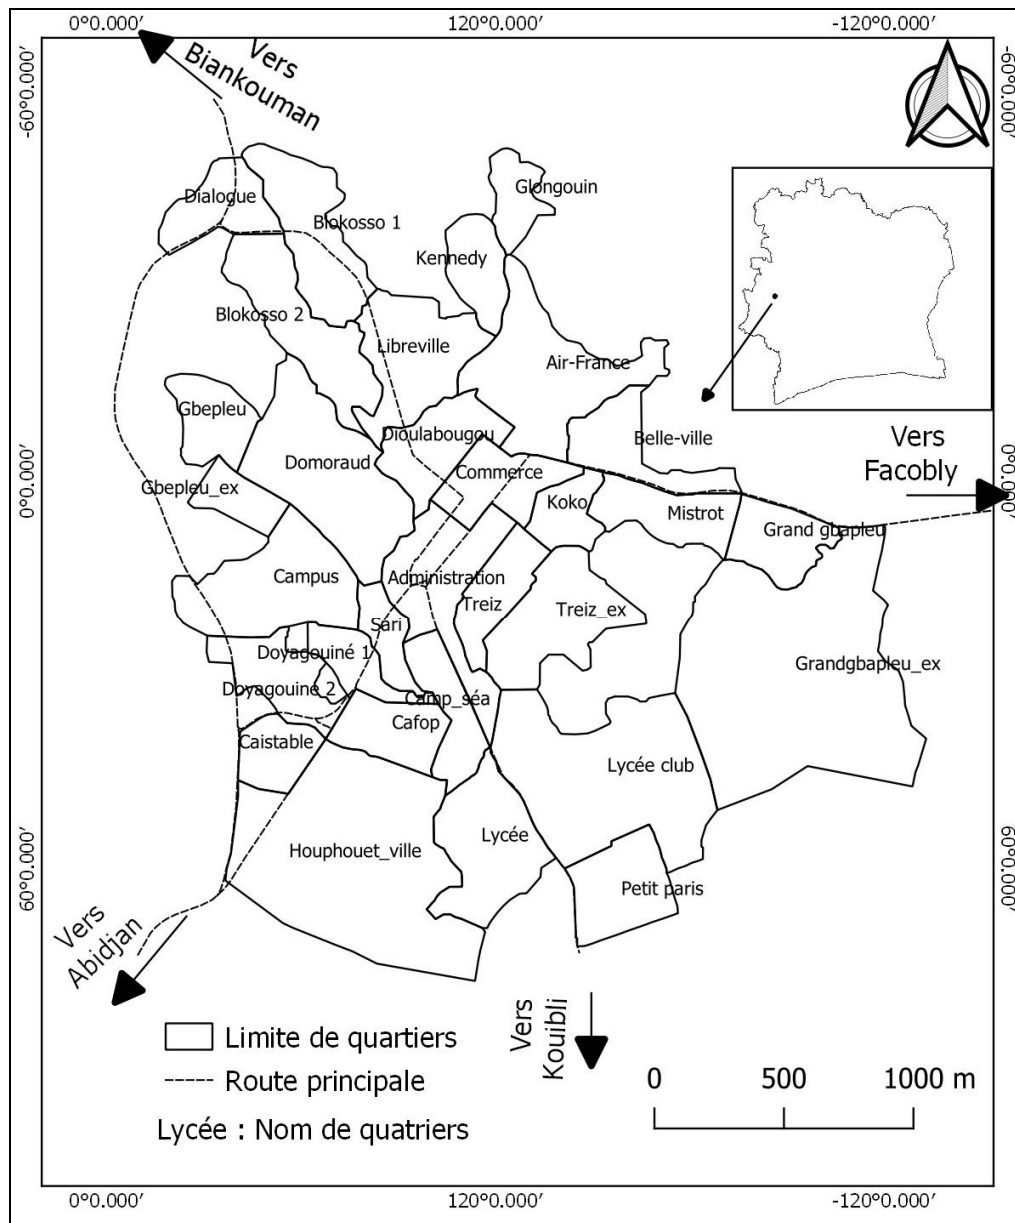 0°0.000′ 120°0.000′ -120°0.000′
-60°0.000′
-60°0.000′
Vers
Biankouman
Dialogue
Blokosso 1
Glongouin
Kennedy
Blokosso 2
Libreville
Air-France
Gbepleu
Dioulabougou
Belle-ville
Vers
Facobly
Domoraud
Commerce
Gbepleu_ex
0°0.000′
0°0.000′
Koko
Mistrot
Grand gbapleu
Campus
Administration
Treiz
Treiz_ex
Sari
Doyagouiné 1
Grandgbapleu_ex
Doyagouine 2
Camp_séa
Cafop
Caistable
Lycée club
Lycée
Houphouet_ville
60°0.000′
60°0.000′
Petit paris
Vers
Abidjan
Vers
Kouibli
Limite de quartiers
Route principale
Lycée : Nom de quatriers
0 500 1000 m
0°0.000′ 120°0.000′ -120°0.000′